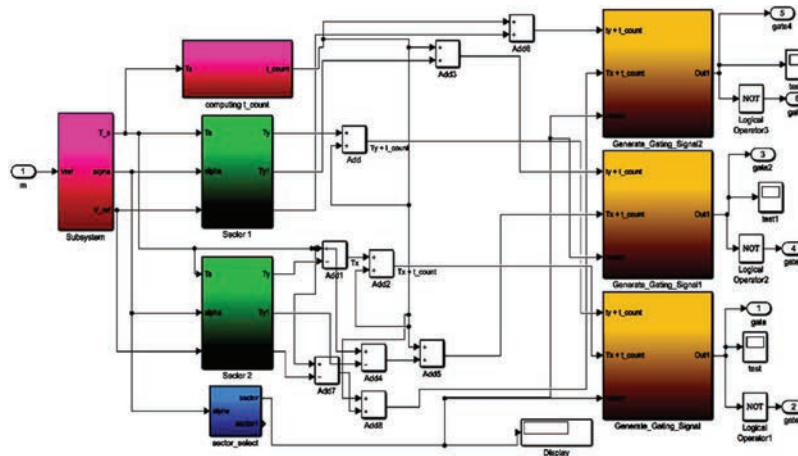 1
m
Vref
T_s
alpha
V_ref
Subsystem
Ts
t_count
computing t_count
Ts
alpha
Ty
Ty1
Sector 1
Ts
alpha
Ty
Ty1
Sector 2
alpha
sector
sector1
sector_select
Add
Ty + t_count
Add1
Tx
Add2
Tx + t_count
Add3
Add4
Add5
Add6
Add7
Add8
Display
ty + t_count
Tx + t_count
Out1
Generate_Gating_Signal2
5
gate4
test
NOT
Logical
Operator3
6
ty + t_count
Tx + t_count
Out1
Generate_Gating_Signal1
3
gate2
test1
NOT
Logical
Operator2
4
gate
ty + t_count
Tx + t_count
Out1
Generate_Gating_Signal
1
gate
test
NOT
Logical
Operator1
2
gate